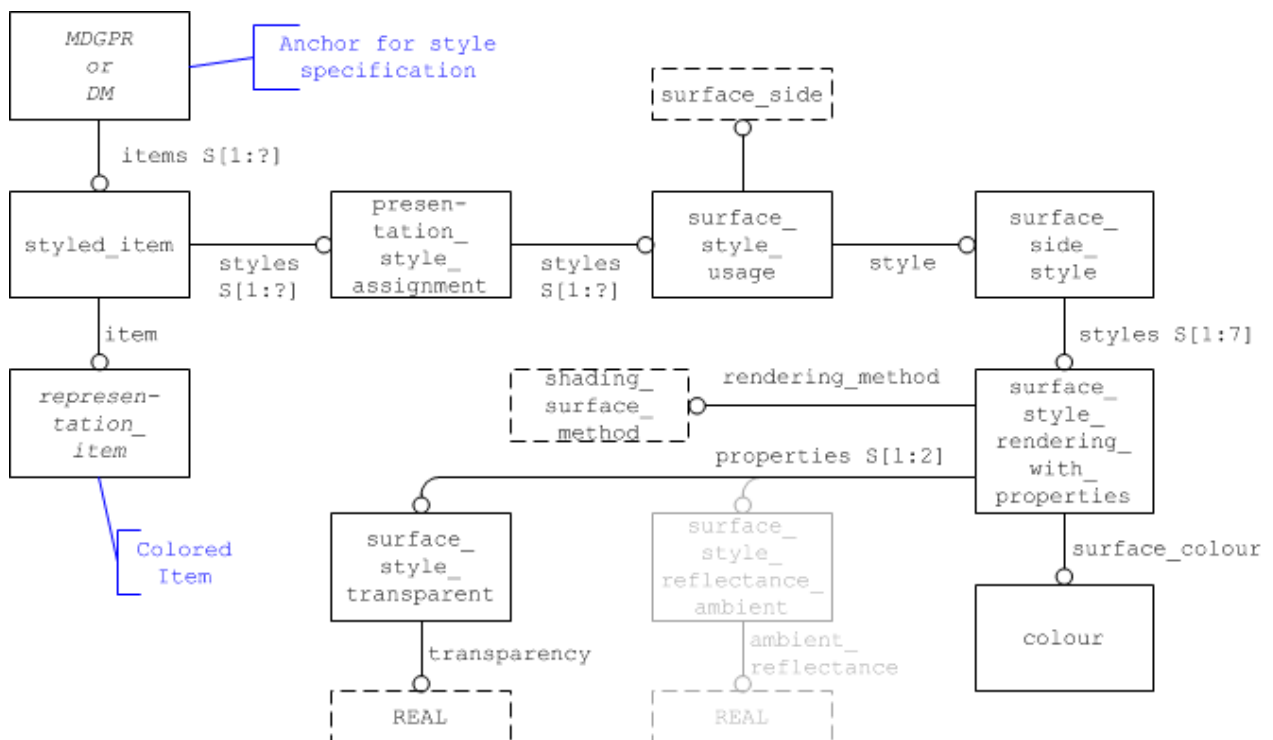 MDGPR
or
DM
Anchor for style
specification
surface_side
items S[1:?]
styled_item
styles
S[1:?]
presen-
tation_
style_
assignment
styles
S[1:?]
surface_
style_
usage
style
surface_
side_
style
item
styles S[1:7]
represen-
tation_
item
shading_
surface_
method
rendering_method
surface_
style_
rendering_
with_
properties
properties S[1:2]
Colored
Item
surface_
style_
transparent
surface_
style_
reflectance_
ambient
surface_colour
colour
transparency
ambient_
reflectance
REAL
REAL